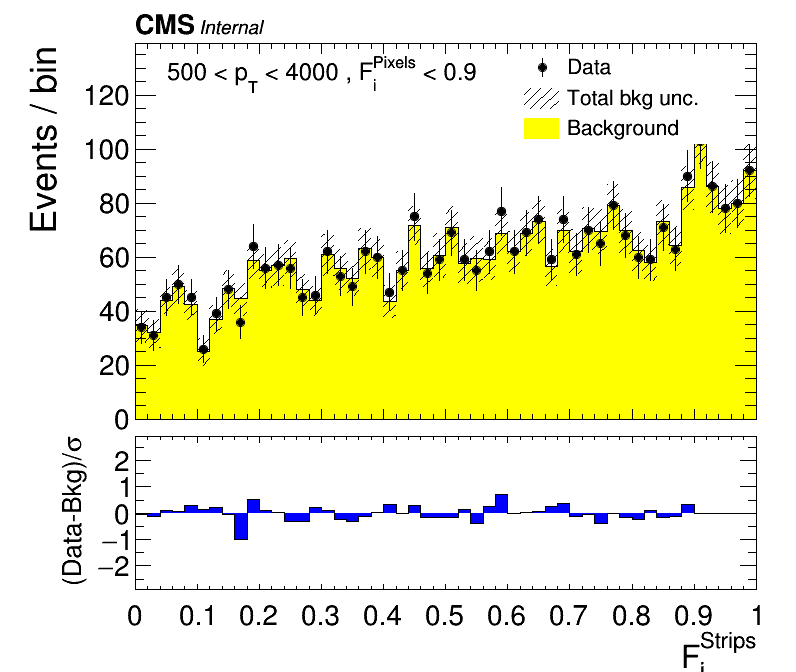 CMS Internal
500 < p_T < 4000 , F_i^Pixels < 0.9
Data
Total bkg unc.
Background
Events / bin
120
100
80
60
40
20
0
(Data-Bkg)/σ
2
1
0
−1
−2
0 0.1 0.2 0.3 0.4 0.5 0.6 0.7 0.8 0.9 1
F_i^Strips